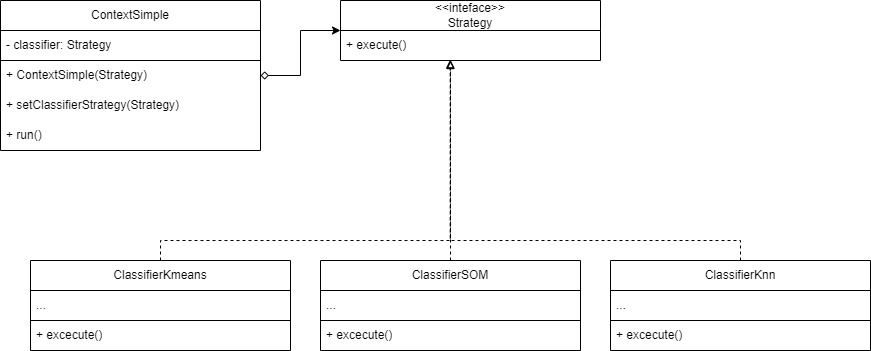 ContextSimple
- classifier: Strategy
+ ContextSimple(Strategy)
+ setClassifierStrategy(Strategy)
+ run()
<<inteface>>
Strategy
+ execute()
ClassifierKmeans
...
+ excecute()
ClassifierSOM
...
+ excecute()
ClassifierKnn
...
+ excecute()